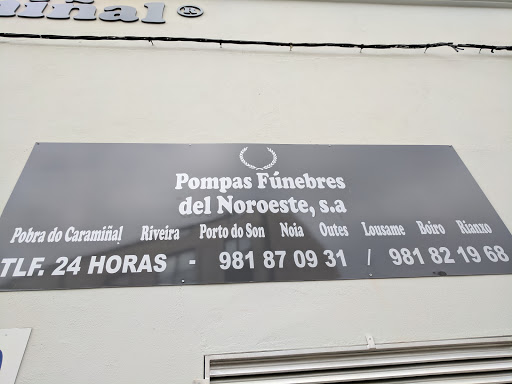 iñal ®
Pompas Fúnebres
del Noroeste, s.a
Pobra do Caramiñal Riveira Porto do Son Noia Outes Lousame Boiro Rianxo
TLF. 24 HORAS - 981 87 09 31 / 981 82 19 68